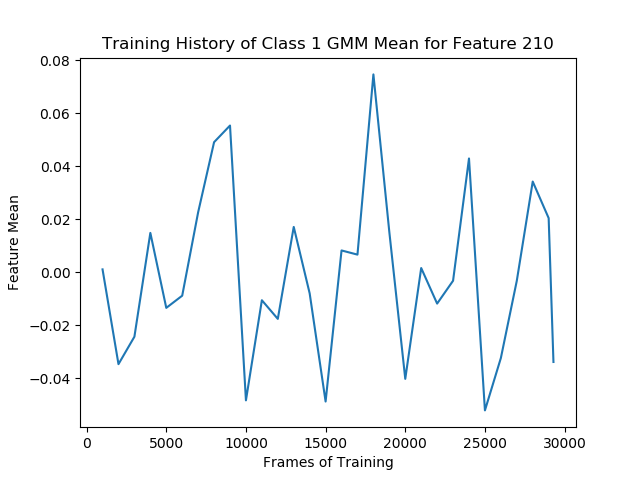 Training History of Class 1 GMM Mean for Feature 210
0.08
0.06
0.04
0.02
0.00
−0.02
−0.04
Feature Mean
0 5000 10000 15000 20000 25000 30000
Frames of Training